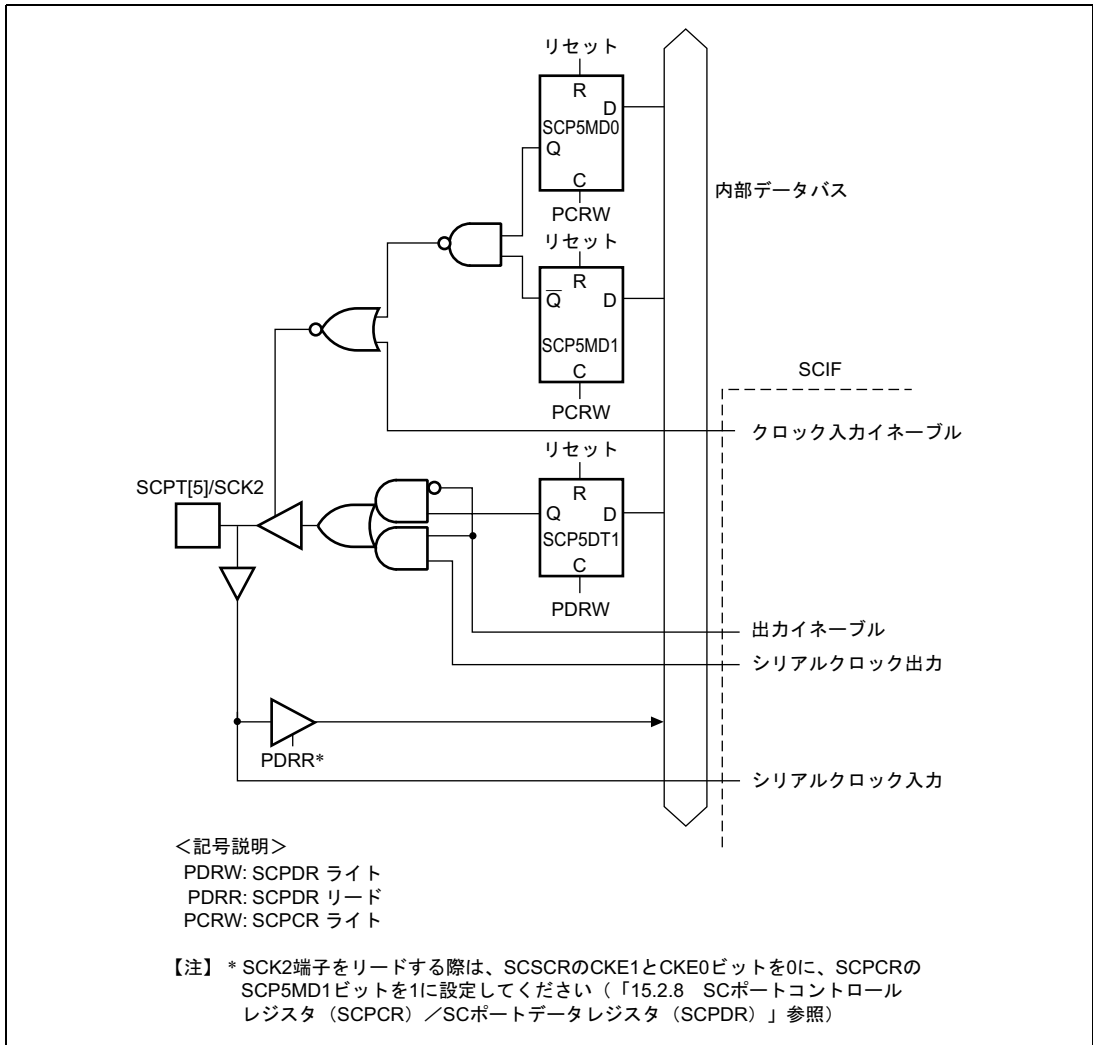 リセット
R
D
SCP5MD0
Q
C
PCRW
内部データバス
リセット
R
Q
D
SCP5MD1
C
PCRW
SCIF
クロック入力イネーブル
リセット
SCPT[5]/SCK2
R
Q
D
SCP5DT1
C
PDRW
出力イネーブル
シリアルクロック出力
PDRR*
シリアルクロック入力
＜記号説明＞
PDRW: SCPDR ライト
PDRR: SCPDR リード
PCRW: SCPCR ライト
【注】 * SCK2端子をリードする際は、SCSCRのCKE1とCKE0ビットを0に、SCPCRの
SCP5MD1ビットを1に設定してください（「15.2.8 SCポートコントロール
レジスタ（SCPCR）／SCポートデータレジスタ（SCPDR）」参照）